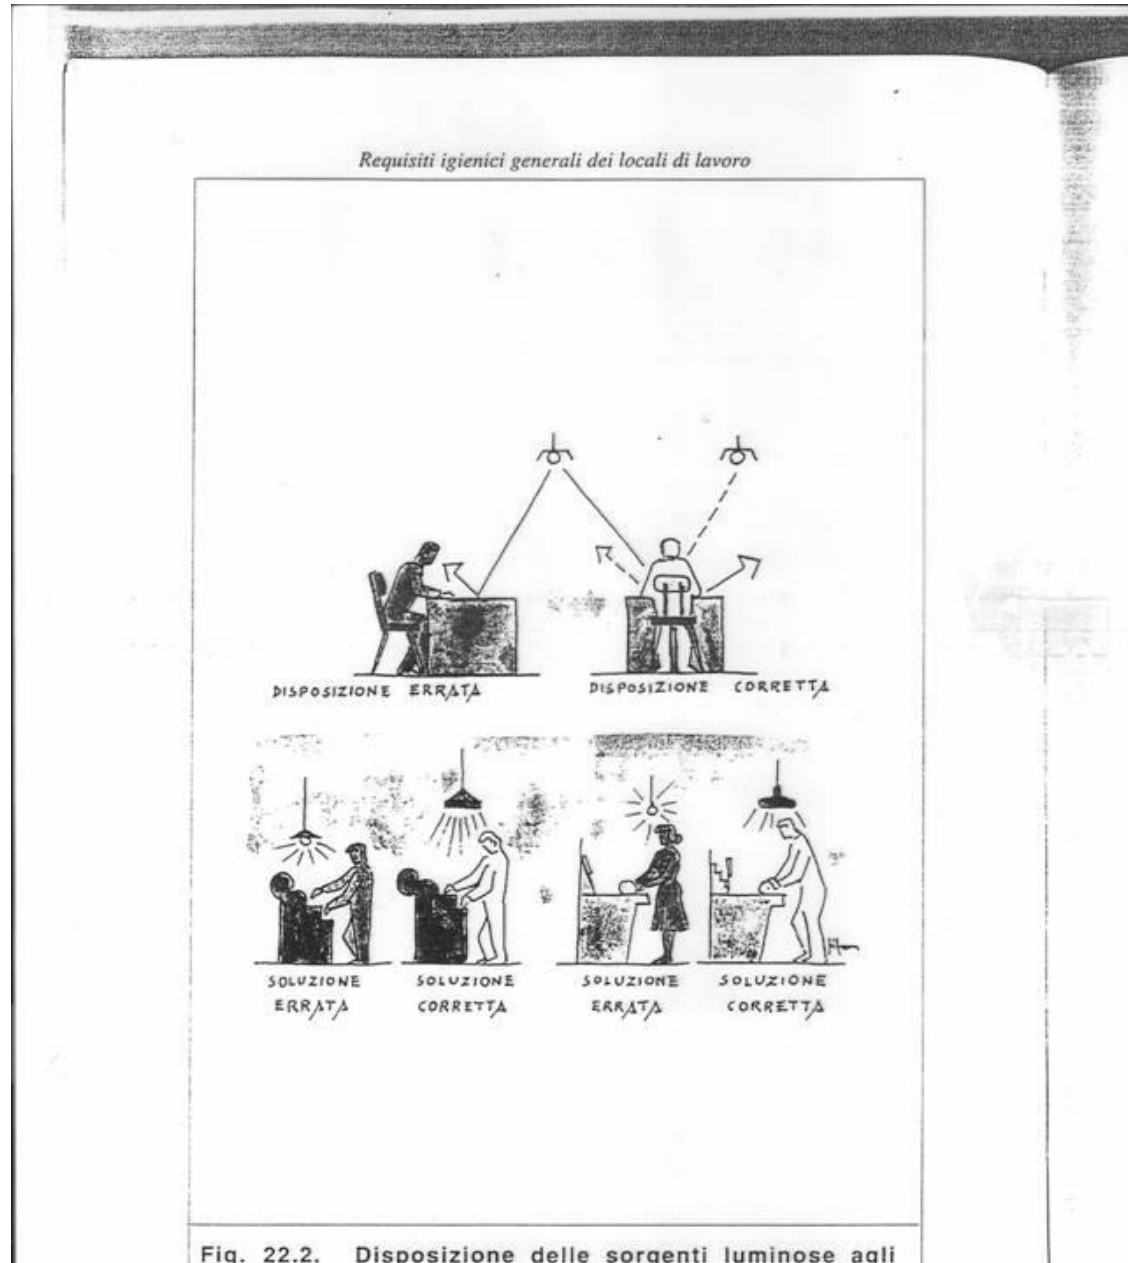 Requisiti igienici generali dei locali di lavoro
DISPOSIZIONE ERRATA
DISPOSIZIONE CORRETTA
SOLUZIONE
ERRATA
SOLUZIONE
CORRETTA
SOLUZIONE
ERRATA
SOLUZIONE
CORRETTA
Fig. 22.2. Disposizione delle sorgenti luminose agli